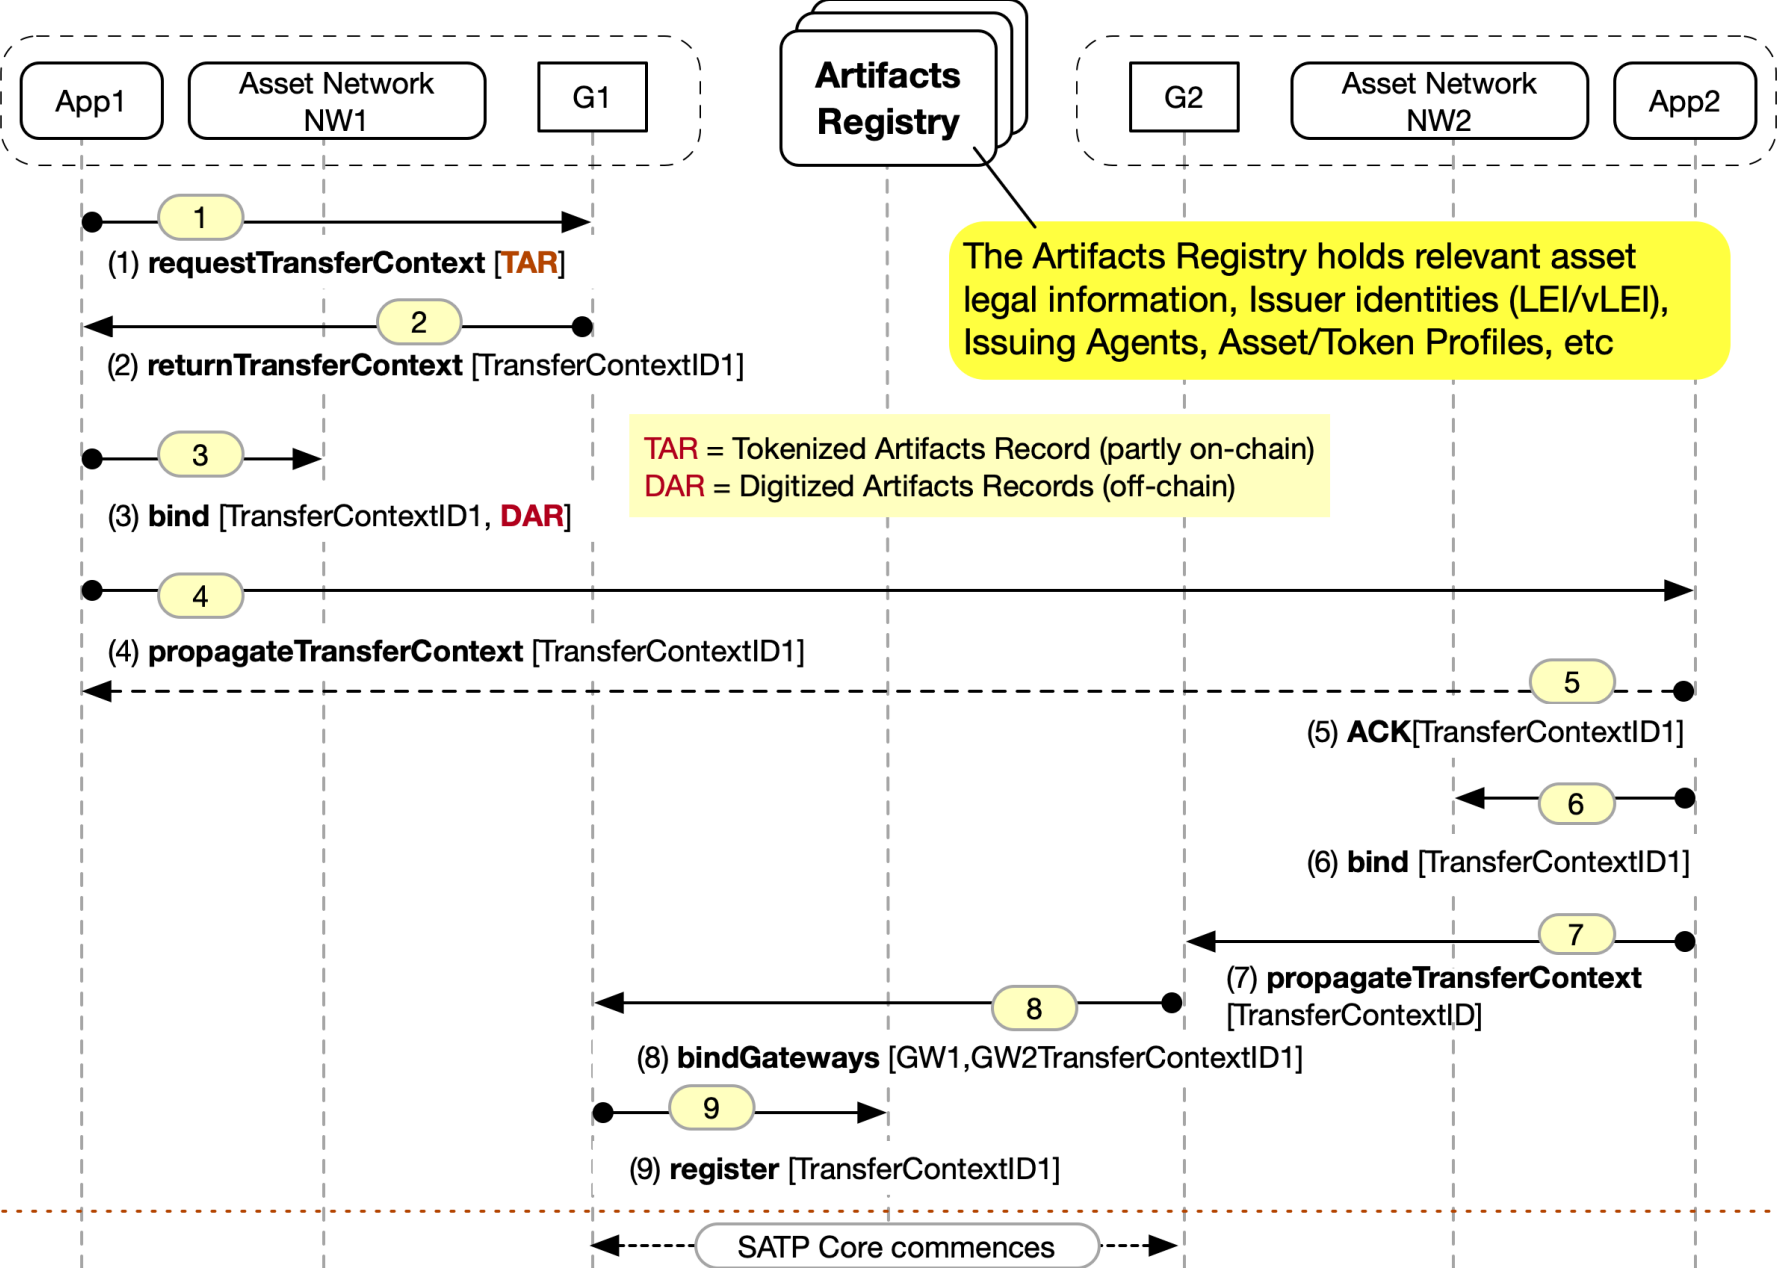 App1
Asset Network
NW1
G1
Artifacts
Registry
G2
Asset Network
NW2
App2
1
(1) requestTransferContext [TAR]
The Artifacts Registry holds relevant asset
legal information, Issuer identities (LEI/vLEI),
Issuing Agents, Asset/Token Profiles, etc
2
(2) returnTransferContext [TransferContextID1]
TAR = Tokenized Artifacts Record (partly on-chain)
DAR = Digitized Artifacts Records (off-chain)
3
(3) bind [TransferContextID1, DAR]
4
(4) propagateTransferContext [TransferContextID1]
5
(5) ACK[TransferContextID1]
6
(6) bind [TransferContextID1]
7
(7) propagateTransferContext
[TransferContextID]
8
(8) bindGateways [GW1,GW2TransferContextID1]
9
(9) register [TransferContextID1]
SATP Core commences